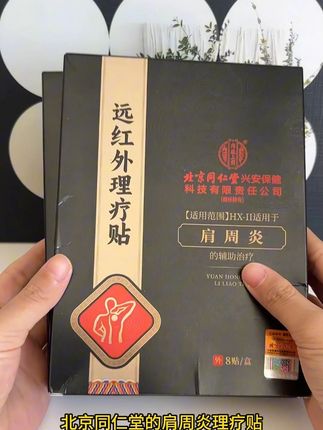 远红外理疗贴
北京同仁堂兴安保健
科技有限责任公司
【适用范围】HX-II适用于
肩周炎
的辅助治疗
YUAN HON
LI LIAO T
外 8贴/盒
北京同仁堂的肩周炎理疗贴